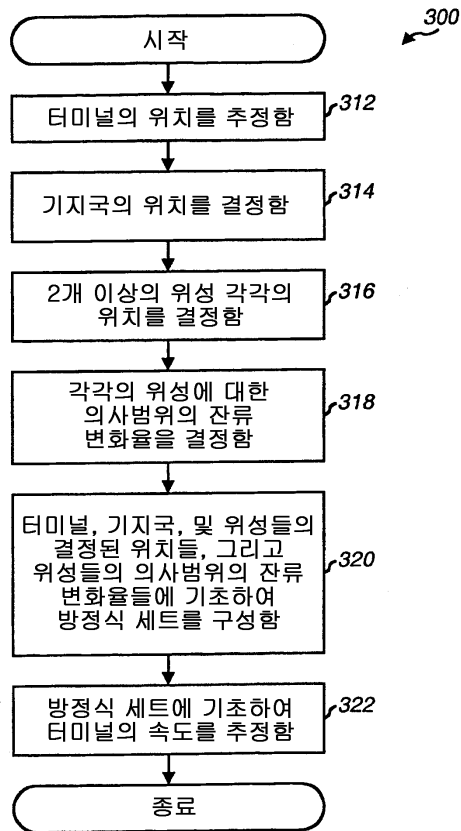 300
시작
터미널의 위치를 추정함
312
기지국의 위치를 결정함
314
2개 이상의 위성 각각의
위치를 결정함
316
각각의 위성에 대한
의사범위의 잔류
변화율을 결정함
318
터미널, 기지국, 및 위성들의
결정된 위치들, 그리고
위성들의 의사범위의 잔류
변화율들에 기초하여
방정식 세트를 구성함
320
방정식 세트에 기초하여
터미널의 속도를 추정함
322
종료